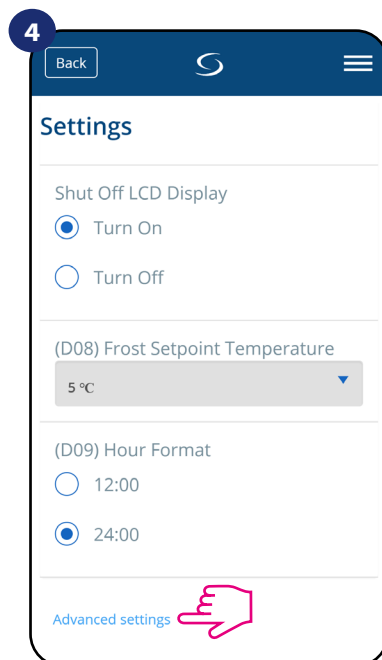 4
Back
Settings
Shut Off LCD Display
Turn On
Turn Off
(D08) Frost Setpoint Temperature
5 °C
(D09) Hour Format
12:00
24:00
Advanced settings